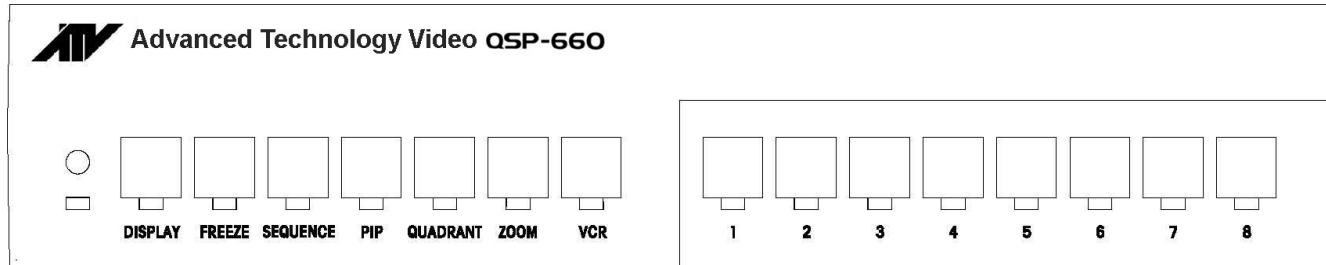 ATV Advanced Technology Video QSP-660
DISPLAY FREEZE SEQUENCE PIP QUADRANT ZOOM VCR 1 2 3 4 5 6 7 8